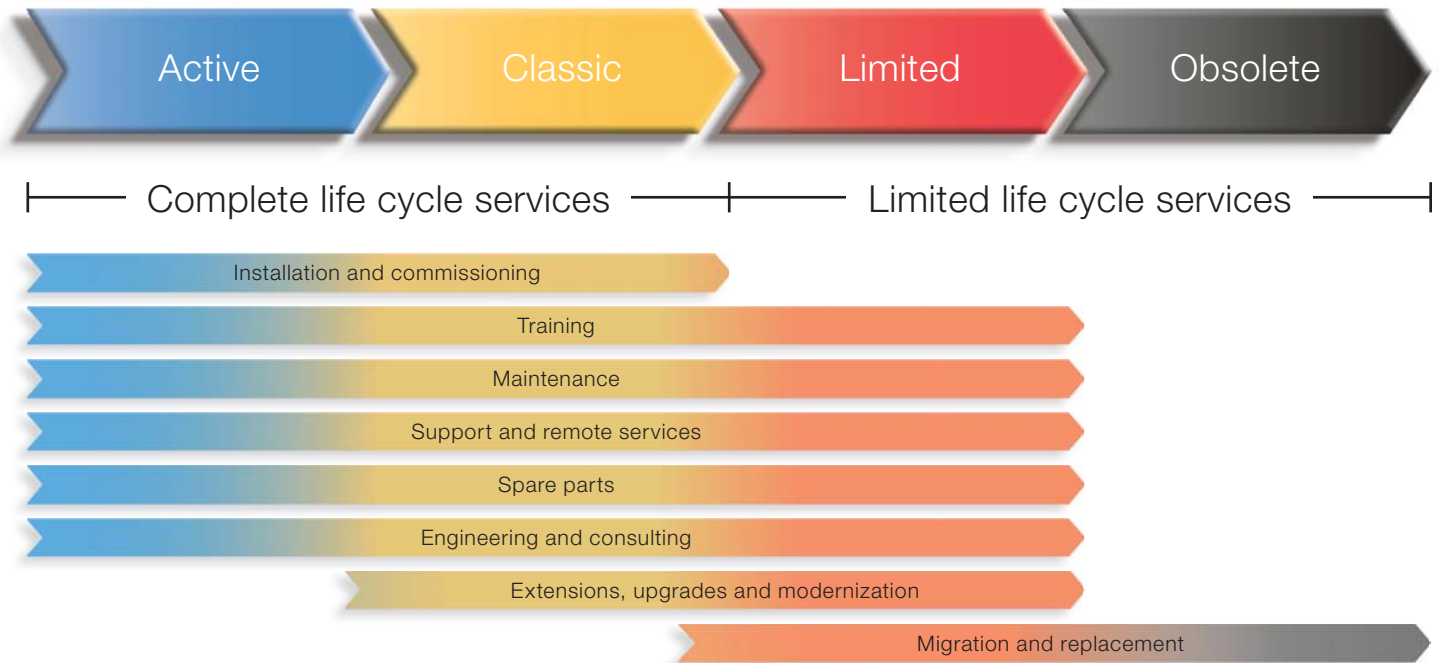 Active
Classic
Limited
Obsolete
Complete life cycle services
Limited life cycle services
Installation and commissioning
Training
Maintenance
Support and remote services
Spare parts
Engineering and consulting
Extensions, upgrades and modernization
Migration and replacement